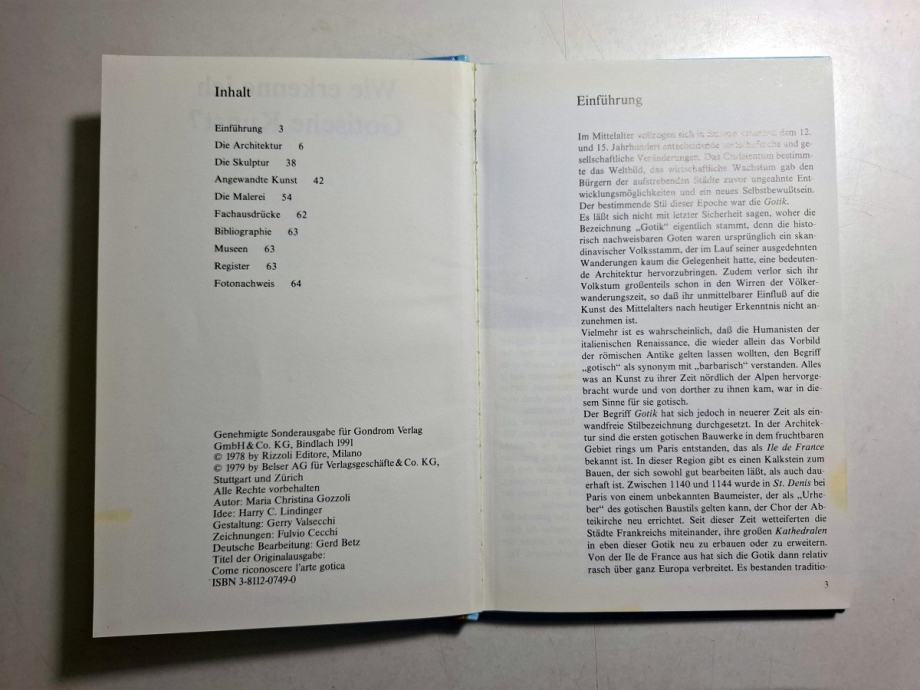 Inhalt
Einführung 3
Die Architektur 6
Die Skulptur 38
Angewandte Kunst 42
Die Malerei 54
Fachausdrücke 62
Bibliographie 63
Museen 63
Register 63
Fotonachweis 64
Genehmigte Sonderausgabe für Gondrom Verlag
GmbH & Co. KG, Bindlach 1991
© 1978 by Rizzoli Editore, Milano
© 1979 by Belser AG für Verlagsgeschäfte & Co. KG,
Stuttgart und Zürich
Alle Rechte vorbehalten
Autor: Maria Christina Gozzoli
Idee: Harry C. Lindinger
Gestaltung: Gerry Valsecchi
Zeichnungen: Fulvio Cecchi
Deutsche Bearbeitung: Gerd Betz
Titel der Originalausgabe:
Come riconoscere l'arte gotica
ISBN 3-8112-0749-0
Einführung
Im Mittelalter vollzogen sich in Europa zwischen dem 12.
und 15. Jahrhundert entscheidende wirtschaftliche und ge-
sellschaftliche Veränderungen. Das Christentum bestimm-
te das Weltbild, das wirtschaftliche Wachstum gab den
Bürgern der aufstrebenden Städte zuvor ungeahnte Ent-
wicklungsmöglichkeiten und ein neues Selbstbewußtsein.
Der bestimmende Stil dieser Epoche war die Gotik.
Es läßt sich nicht mit letzter Sicherheit sagen, woher die
Bezeichnung „Gotik" eigentlich stammt, denn die histo-
risch nachweisbaren Goten waren ursprünglich ein skan-
dinavischer Volksstamm, der im Lauf seiner ausgedehnten
Wanderungen kaum die Gelegenheit hatte, eine bedeuten-
de Architektur hervorzubringen. Zudem verlor sich ihr
Volkstum großenteils schon in den Wirren der Völker-
wanderungszeit, so daß ihr unmittelbarer Einfluß auf die
Kunst des Mittelalters nach heutiger Erkenntnis nicht an-
zunehmen ist.
Vielmehr ist es wahrscheinlich, daß die Humanisten der
italienischen Renaissance, die wieder allein das Vorbild
der römischen Antike gelten lassen wollten, den Begriff
„gotisch" als synonym mit „barbarisch" verstanden. Alles
was an Kunst zu ihrer Zeit nördlich der Alpen hervorge-
bracht wurde und von dorther zu ihnen kam, war in die-
sem Sinne für sie gotisch.
Der Begriff Gotik hat sich jedoch in neuerer Zeit als ein-
wandfreie Stilbezeichnung durchgesetzt. In der Architek-
tur sind die ersten gotischen Bauwerke in dem fruchtbaren
Gebiet rings um Paris entstanden, das als Ile de France
bekannt ist. In dieser Region gibt es einen Kalkstein zum
Bauen, der sich sowohl gut bearbeiten läßt, als auch dau-
erhaft ist. Zwischen 1140 und 1144 wurde in St. Denis bei
Paris von einem unbekannten Baumeister, der als „Urhe-
ber" des gotischen Baustils gelten kann, der Chor der Ab-
teikirche neu errichtet. Seit dieser Zeit wetteiferten die
Städte Frankreichs miteinander, ihre großen Kathedralen
in eben dieser Gotik neu zu erbauen oder zu erweitern.
Von der Ile de France aus hat sich die Gotik dann relativ
rasch über ganz Europa verbreitet. Es bestanden traditio-
3